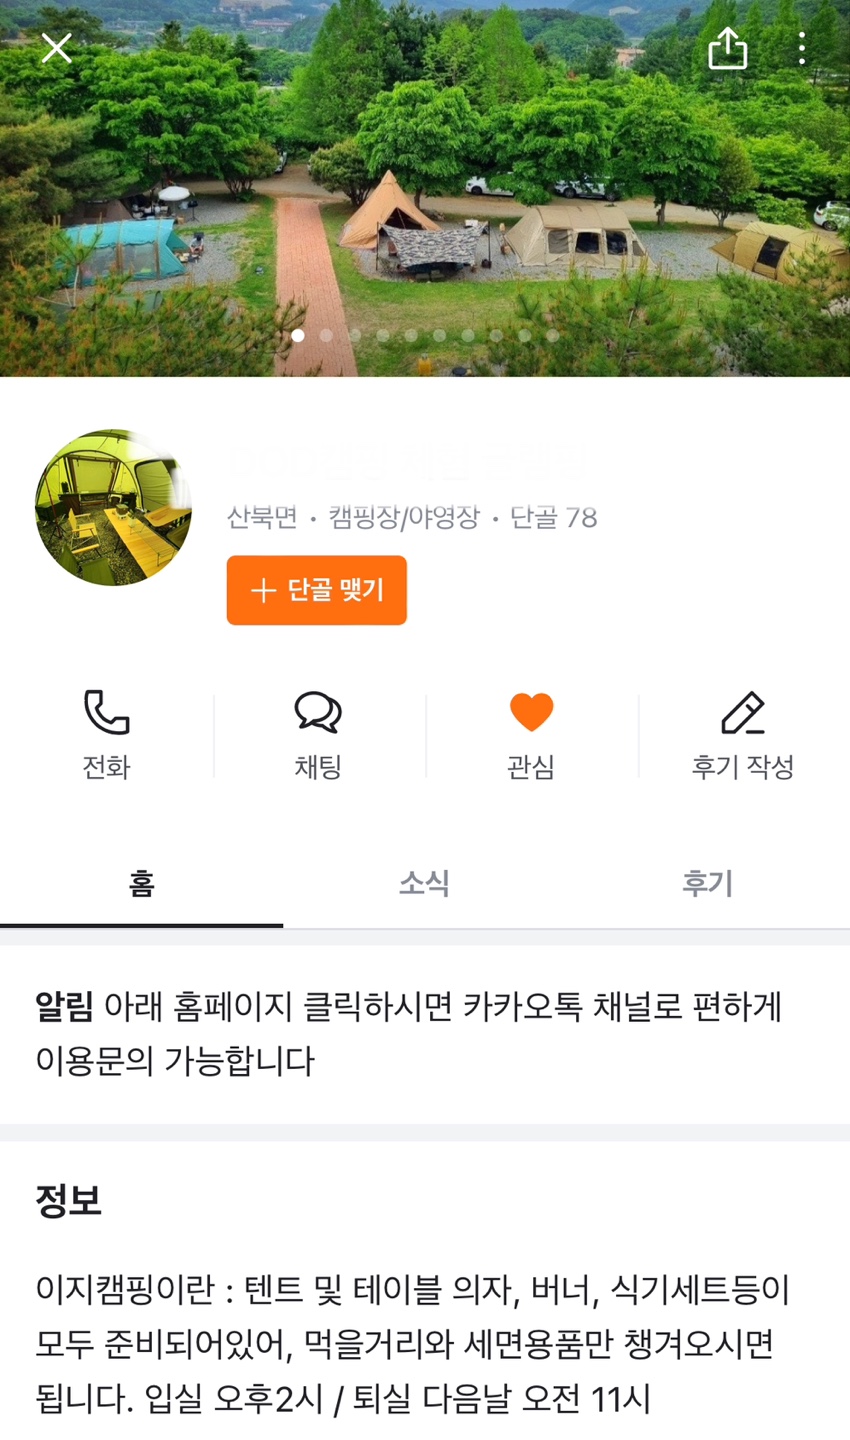 산북면 · 캠핑장/야영장 · 단골 78
+ 단골 맺기
전화
채팅
관심
후기 작성
홈
소식
후기
알림 아래 홈페이지 클릭하시면 카카오톡 채널로 편하게
이용문의 가능합니다
정보
이지캠핑이란 : 텐트 및 테이블 의자, 버너, 식기세트등이
모두 준비되어있어, 먹을거리와 세면용품만 챙겨오시면
됩니다. 입실 오후2시 / 퇴실 다음날 오전 11시